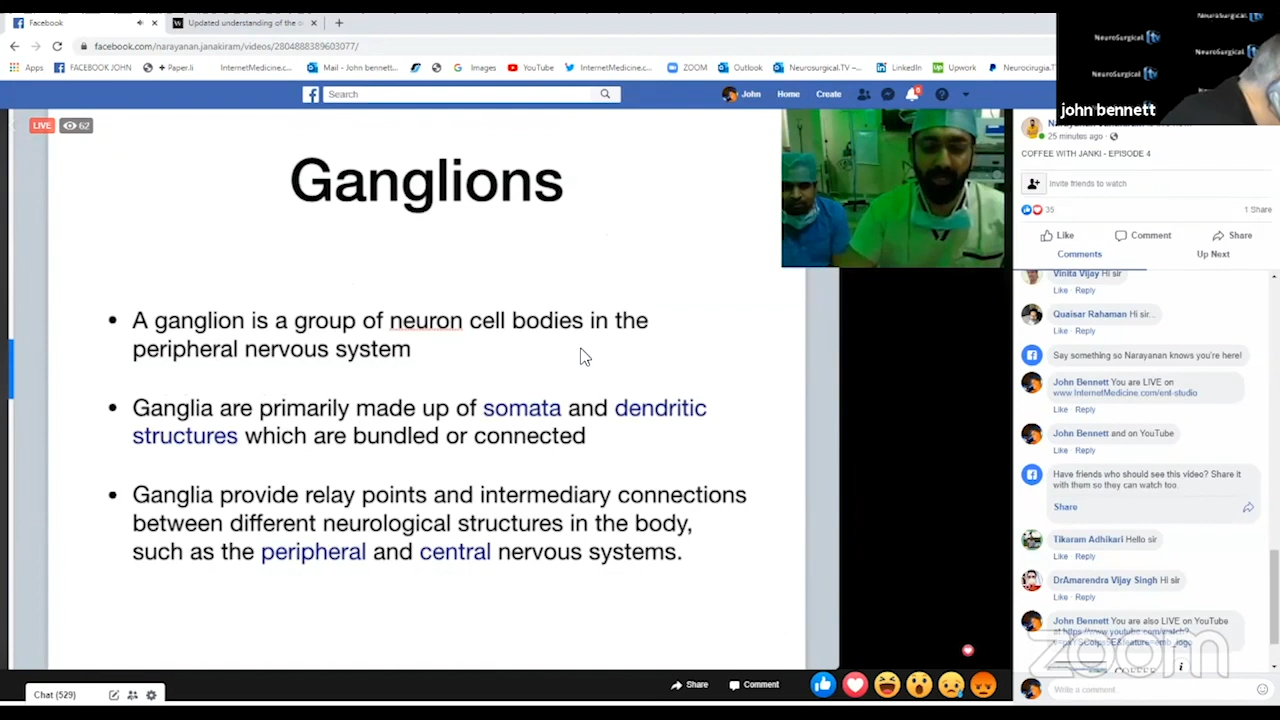 Facebook
Updated understanding of the o
facebook.com/narayanan.janakiram/videos/2804888389603077/
Apps
FACEBOOK JOHN
+ Paper.li
InternetMedicine.c...
Mail – John bennett...
Images
YouTube
InternetMedicine.c...
ZOOM
Outlook
Neurosurgical.TV –...
LinkedIn
Upwork
Neurocirugia.T
NeuroSurgical tv
NeuroSurgical tv
NeuroSurgical
NeuroSurgical tv
john bennett
Search
John
Home
Create
LIVE
62
25 minutes ago
COFFEE WITH JANKI - EPISODE 4
Invite friends to watch
35
1 Share
Like
Comment
Share
Comments
Up Next
Ganglions
• A ganglion is a group of neuron cell bodies in the
peripheral nervous system
• Ganglia are primarily made up of somata and dendritic
structures which are bundled or connected
• Ganglia provide relay points and intermediary connections
between different neurological structures in the body,
such as the peripheral and central nervous systems.
Vinita Vijay Hi sir
Like · Reply
Quaisar Rahaman Hi sir...
Like · Reply
Say something so Narayanan knows you're here!
John Bennett You are LIVE on
www.InternetMedicine.com/ent-studio
Like · Reply
John Bennett and on YouTube
Like · Reply
Have friends who should see this video? Share it
with them so they can watch too.
Share
Tikaram Adhikari Hello sir
Like · Reply
DrAmarendra Vijay Singh Hi sir
Like · Reply
John Bennett You are also LIVE on YouTube
zoom
Write a comment...
Share
Comment
Chat (529)